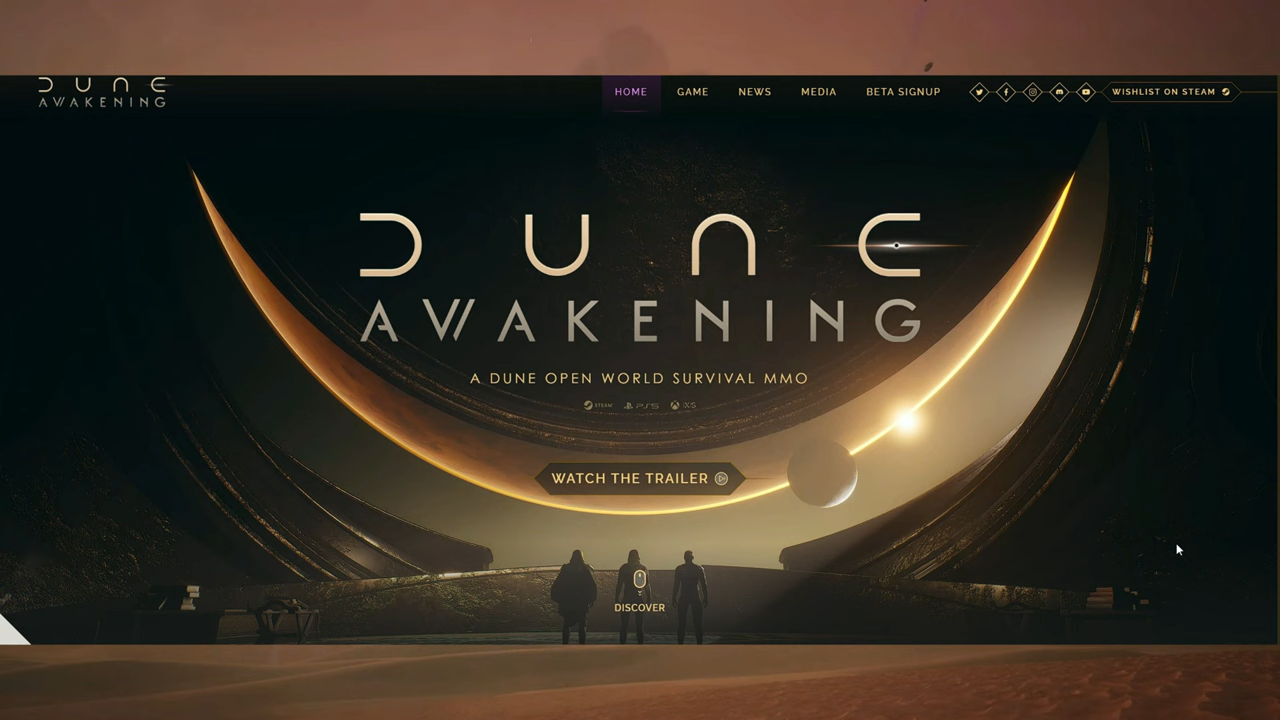 DUNE
AWAKENING
HOME GAME NEWS MEDIA BETA SIGNUP WISHLIST ON STEAM
DUNE
AWAKENING
A DUNE OPEN WORLD SURVIVAL MMO
STEAM PS5 X|S
WATCH THE TRAILER
DISCOVER